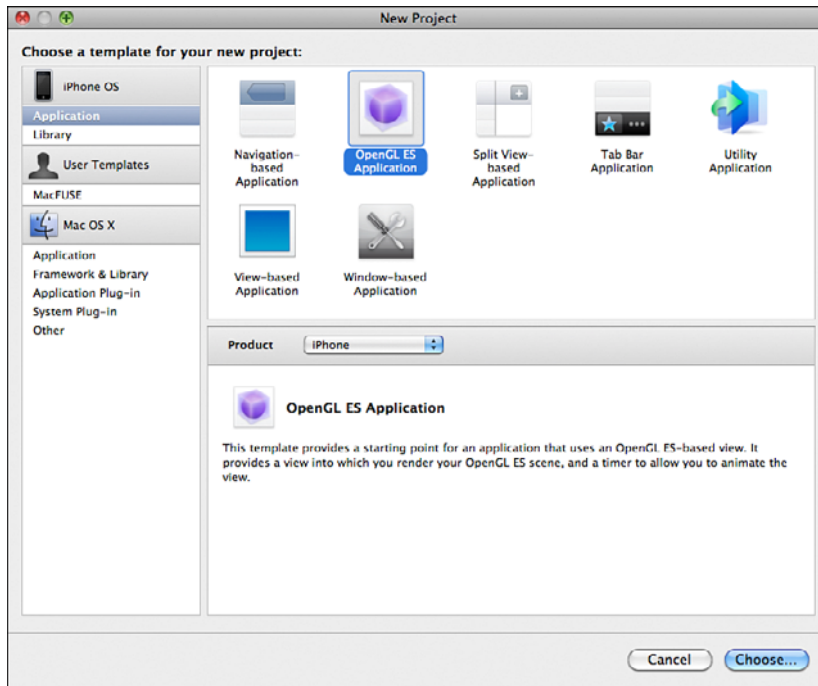 New Project
Choose a template for your new project:
iPhone OS
Application
Library
User Templates
MacFUSE
Mac OS X
Application
Framework & Library
Application Plug-in
System Plug-in
Other
Navigation-
based
Application
OpenGL ES
Application
Split View-
based
Application
Tab Bar
Application
Utility
Application
View-based
Application
Window-based
Application
Product
iPhone
OpenGL ES Application
This template provides a starting point for an application that uses an OpenGL ES-based view. It
provides a view into which you render your OpenGL ES scene, and a timer to allow you to animate the
view.
Cancel
Choose...